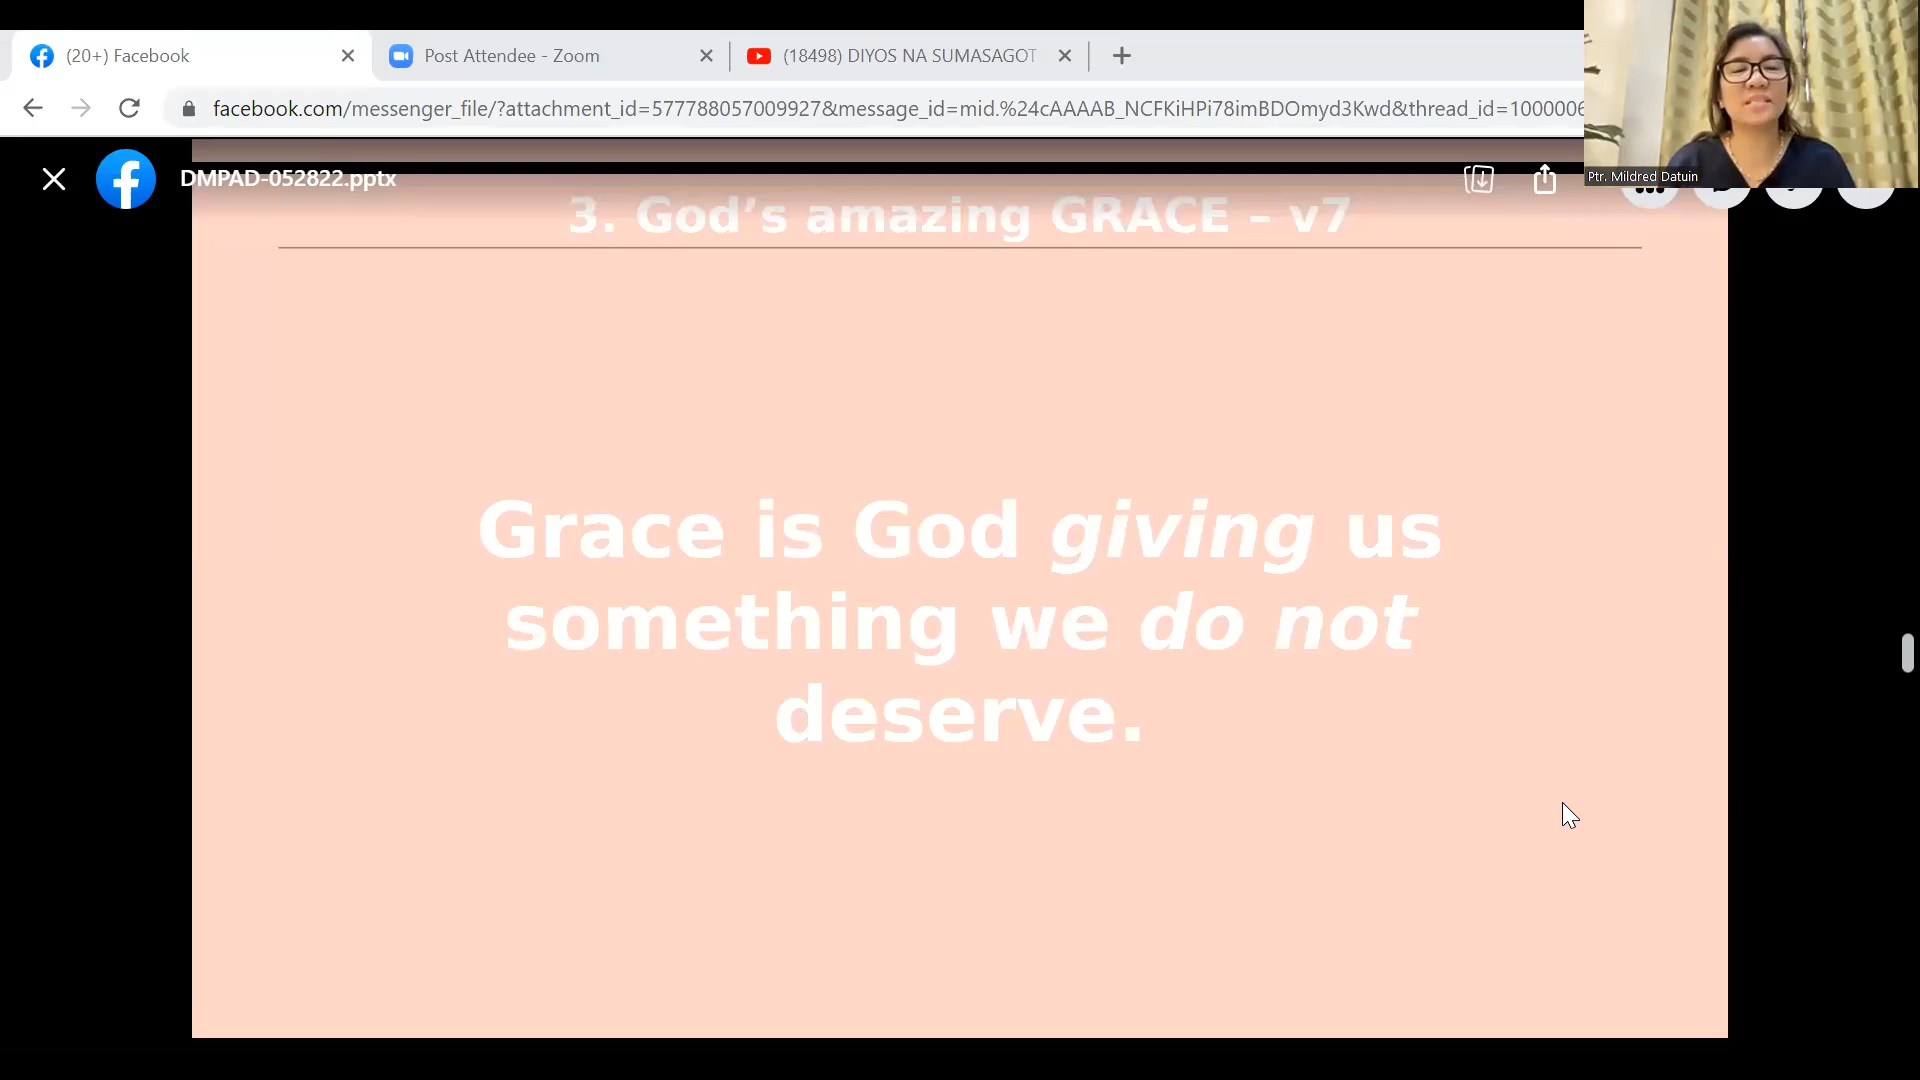 (20+) Facebook
Post Attendee - Zoom
(18498) DIYOS NA SUMASAGOT
facebook.com/messenger_file/?attachment_id=577788057009927&message_id=mid.%24cAAAAB_NCFKiHPi78imBDOmyd3Kwd&thread_id=1000006
Ptr. Mildred Datuin
DMPAD-052822.pptx
3. God’s amazing GRACE – v7
Grace is God giving us
something we do not
deserve.